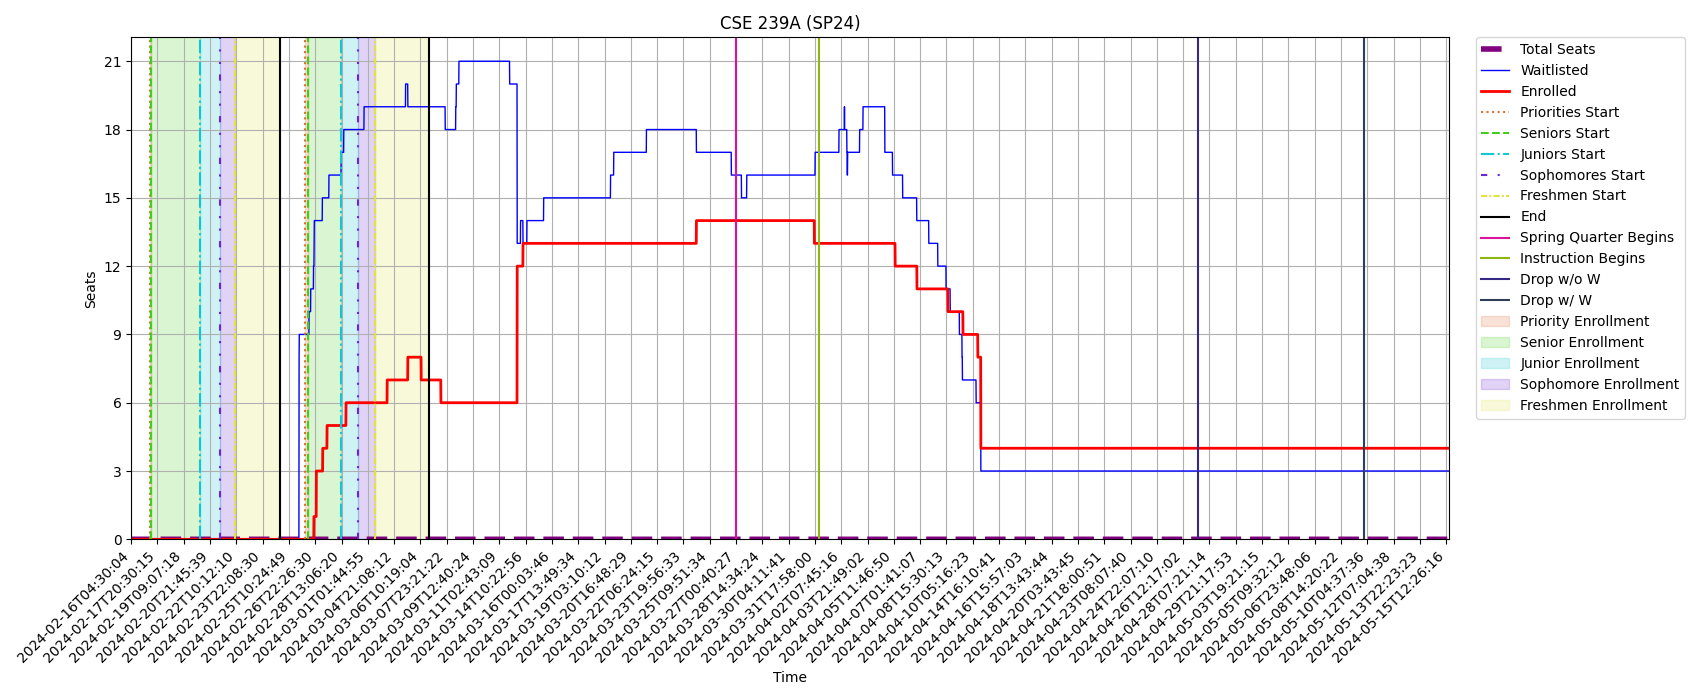 CSE 239A (SP24)
21
18
15
12
9
6
3
0
Seats
2024-02-16T04:30:04
2024-02-17T20:30:15
2024-02-19T09:07:18
2024-02-20T21:45:39
2024-02-22T10:12:10
2024-02-23T22:08:30
2024-02-25T10:24:49
2024-02-26T22:26:30
2024-02-28T13:06:20
2024-03-01T01:44:55
2024-03-04T21:08:12
2024-03-06T10:19:04
2024-03-07T23:21:22
2024-03-09T12:40:24
2024-03-11T02:43:09
2024-03-14T10:22:56
2024-03-16T00:03:46
2024-03-17T13:49:34
2024-03-19T03:10:12
2024-03-20T16:48:29
2024-03-22T06:24:15
2024-03-23T19:56:33
2024-03-25T09:51:34
2024-03-27T00:40:27
2024-03-28T14:34:24
2024-03-30T04:11:41
2024-03-31T17:58:00
2024-04-02T07:45:16
2024-04-03T21:49:02
2024-04-05T11:46:50
2024-04-07T01:41:07
2024-04-08T15:30:13
2024-04-10T05:16:23
2024-04-14T16:10:41
2024-04-16T15:57:03
2024-04-18T13:43:44
2024-04-20T03:43:45
2024-04-21T18:00:51
2024-04-23T08:07:40
2024-04-24T22:07:10
2024-04-26T12:17:02
2024-04-28T07:21:14
2024-04-29T21:17:53
2024-05-03T19:21:15
2024-05-05T09:32:12
2024-05-06T23:48:06
2024-05-08T14:20:22
2024-05-10T04:37:36
2024-05-12T07:04:38
2024-05-13T22:23:23
2024-05-15T12:26:16
Time
Total Seats
Waitlisted
Enrolled
Priorities Start
Seniors Start
Juniors Start
Sophomores Start
Freshmen Start
End
Spring Quarter Begins
Instruction Begins
Drop w/o W
Drop w/ W
Priority Enrollment
Senior Enrollment
Junior Enrollment
Sophomore Enrollment
Freshmen Enrollment